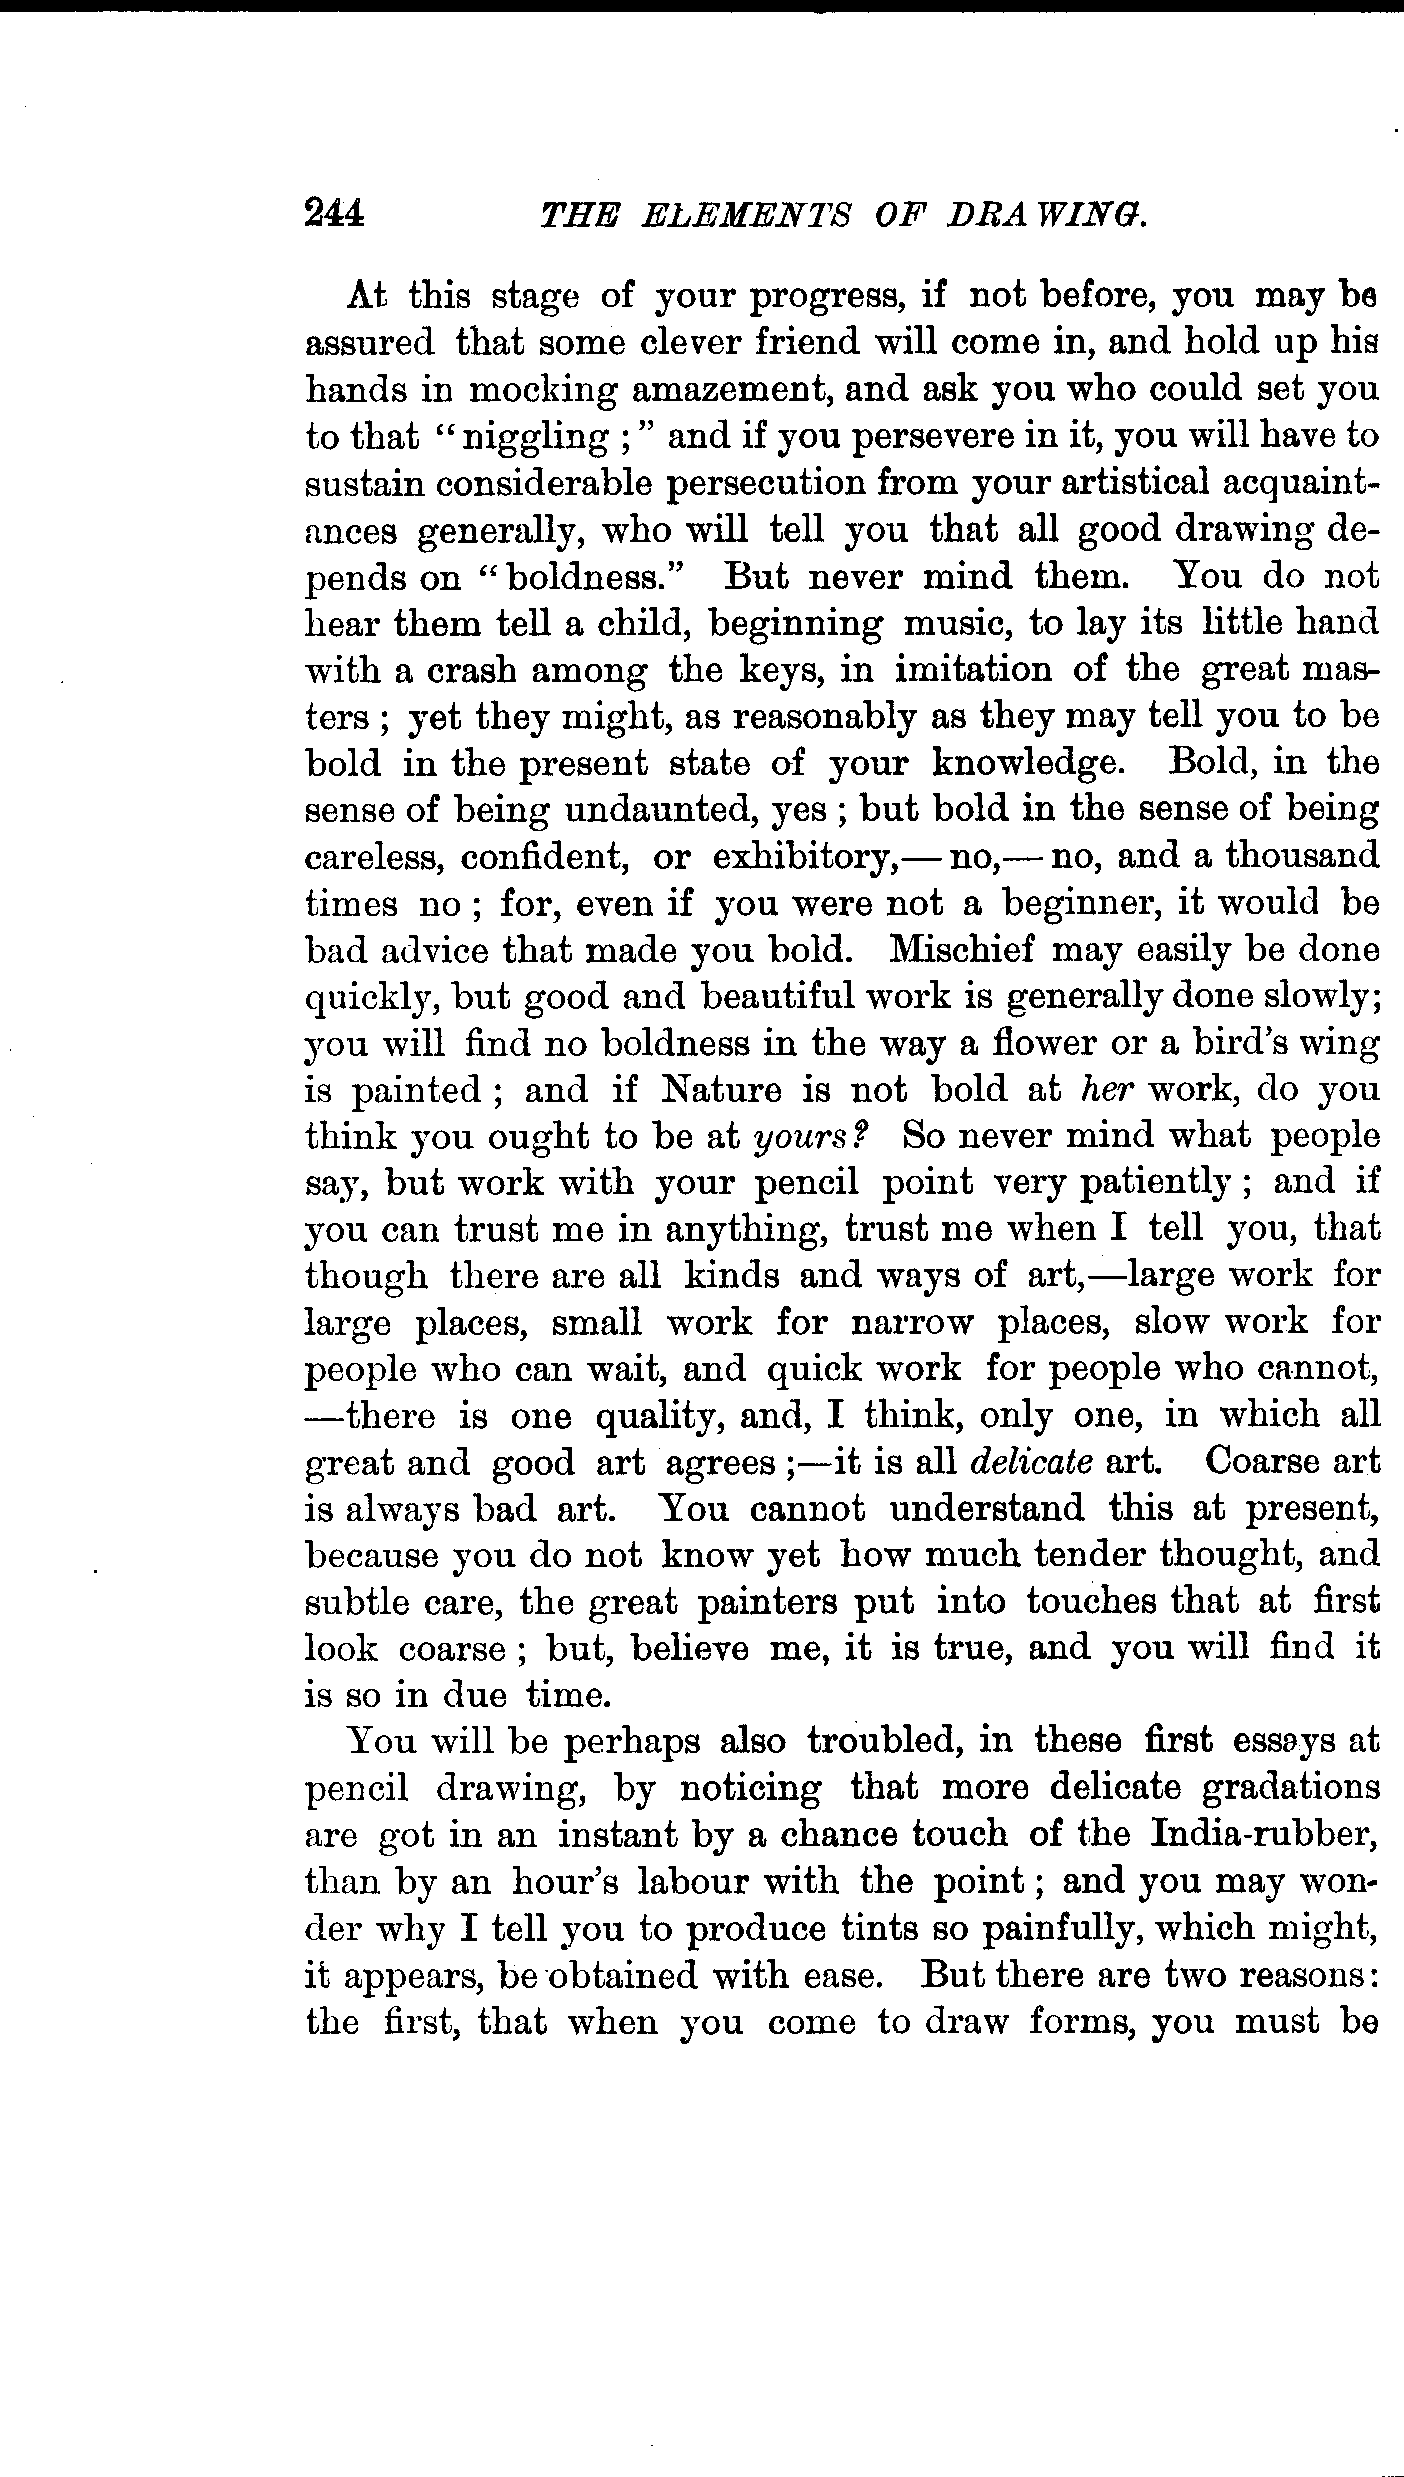 244 THE ELEMENTS OF DRAWING.
At this stage of your progress, if not before, you may be
assured that some clever friend will come in, and hold up his
hands in mocking amazement, and ask you who could set you
to that “niggling ;” and if you persevere in it, you will have to
sustain considerable persecution from your artistical acquaint-
ances generally, who will tell you that all good drawing de-
pends on “boldness.” But never mind them. You do not
hear them tell a child, beginning music, to lay its little hand
with a crash among the keys, in imitation of the great mas-
ters ; yet they might, as reasonably as they may tell you to be
bold in the present state of your knowledge. Bold, in the
sense of being undaunted, yes ; but bold in the sense of being
careless, confident, or exhibitory,— no,— no, and a thousand
times no ; for, even if you were not a beginner, it would be
bad advice that made you bold. Mischief may easily be done
quickly, but good and beautiful work is generally done slowly;
you will find no boldness in the way a flower or a bird’s wing
is painted ; and if Nature is not bold at her work, do you
think you ought to be at yours? So never mind what people
say, but work with your pencil point very patiently ; and if
you can trust me in anything, trust me when I tell you, that
though there are all kinds and ways of art,—large work for
large places, small work for narrow places, slow work for
people who can wait, and quick work for people who cannot,
—there is one quality, and, I think, only one, in which all
great and good art agrees ;—it is all delicate art. Coarse art
is always bad art. You cannot understand this at present,
because you do not know yet how much tender thought, and
subtle care, the great painters put into touches that at first
look coarse ; but, believe me, it is true, and you will find it
is so in due time.
You will be perhaps also troubled, in these first essays at
pencil drawing, by noticing that more delicate gradations
are got in an instant by a chance touch of the India-rubber,
than by an hour’s labour with the point ; and you may won-
der why I tell you to produce tints so painfully, which might,
it appears, be obtained with ease. But there are two reasons:
the first, that when you come to draw forms, you must be